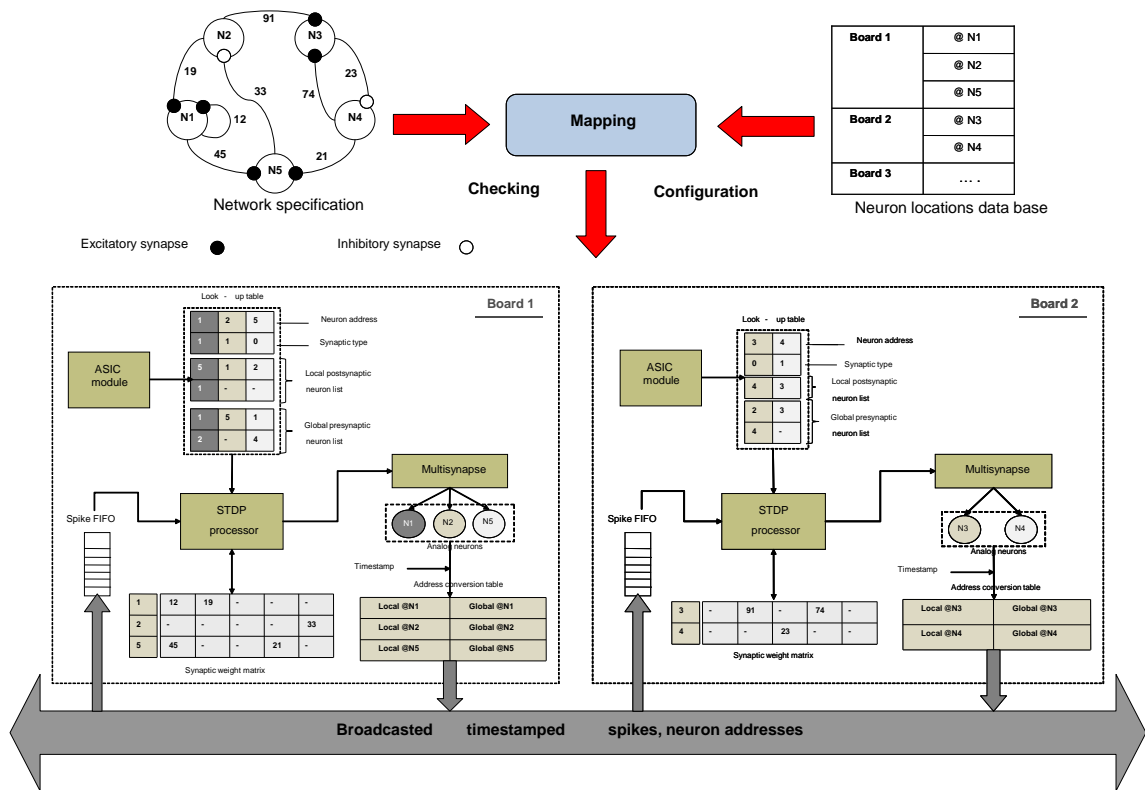 91
N2
N3
19
33
74
23
N1
12
N4
45
21
N5
Network specification
Excitatory synapse
Inhibitory synapse
Mapping
Checking
Configuration
Board 1 @ N1
@ N2
@ N5
Board 2 @ N3
@ N4
Board 3 ... .
Neuron locations data base
Board 1
Look - up table
1 2 5
Neuron address
1 1 0
Synaptic type
ASIC
module
5 1 2
1 - -
Local postsynaptic
neuron list
1 5 1
2 - 4
Global presynaptic
neuron list
Multisynapse
STDP
processor
Spike FIFO
N1 N2 N5
Analog neurons
Timestamp
Address conversion table
Local @N1 Global @N1
Local @N2 Global @N2
Local @N5 Global @N5
1 12 19 - - -
2 - - - - 33
5 45 - - 21 -
Synaptic weight matrix
Board 2
Look - up table
3 4
Neuron address
0 1
Synaptic type
ASIC
module
4 3
Local postsynaptic
neuron list
2 3
4 -
Global presynaptic
neuron list
Multisynapse
STDP
processor
Spike FIFO
N3 N4
Analog neurons
Timestamp
Address conversion table
Local @N3 Global @N3
Local @N4 Global @N4
3 - 91 - 74 -
4 - - 23 - -
Synaptic weight matrix
Broadcasted timestamped spikes, neuron addresses